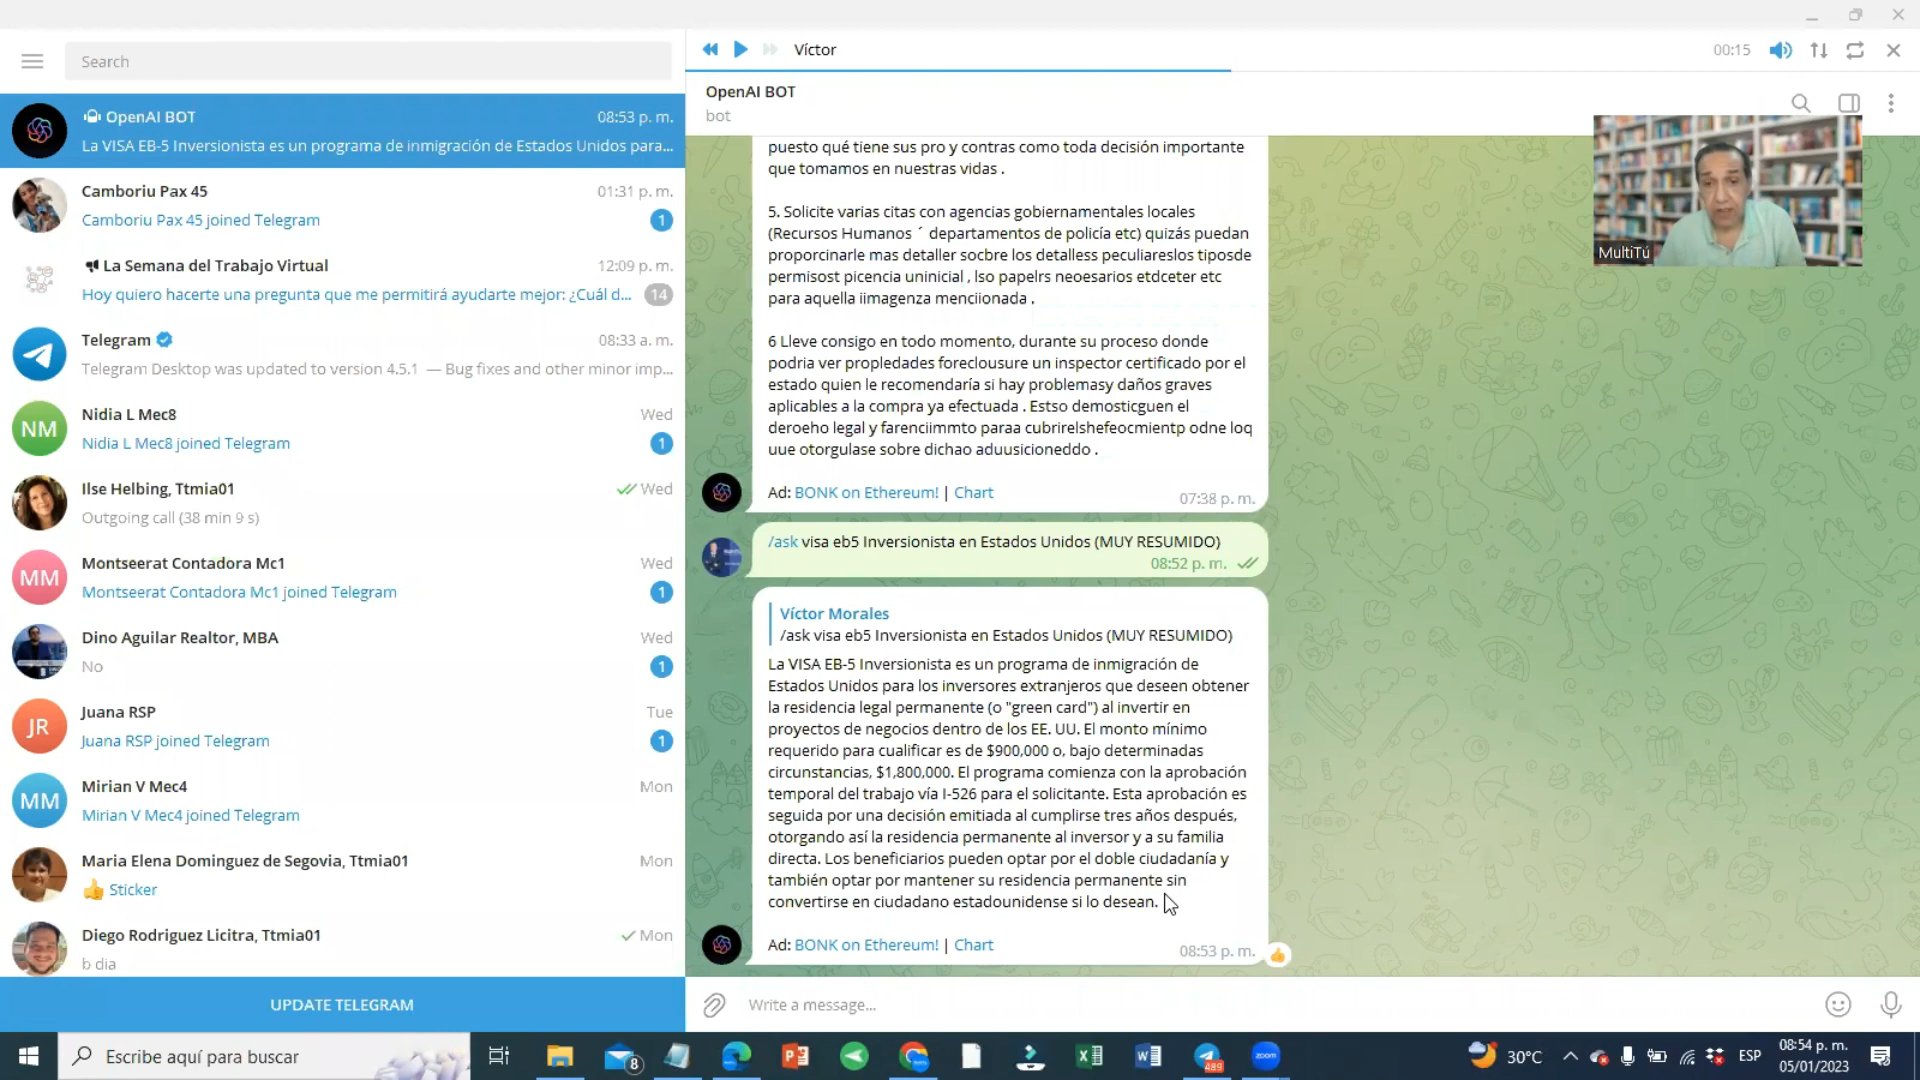 Search
OpenAI BOT
08:53 p. m.
La VISA EB-5 Inversionista es un programa de inmigración de Estados Unidos para...
Camboriu Pax 45
01:31 p. m.
Camboriu Pax 45 joined Telegram
1
La Semana del Trabajo Virtual
12:09 p. m.
Hoy quiero hacerte una pregunta que me permitirá ayudarte mejor: ¿Cuál d...
14
Telegram
08:33 a. m.
Telegram Desktop was updated to version 4.5.1 — Bug fixes and other minor imp...
NM
Nidia L Mec8
Wed
Nidia L Mec8 joined Telegram
1
Ilse Helbing, Ttmia01
Wed
Outgoing call (38 min 9 s)
MM
Montseerat Contadora Mc1
Wed
Montseerat Contadora Mc1 joined Telegram
1
Dino Aguilar Realtor, MBA
Wed
No
1
JR
Juana RSP
Tue
Juana RSP joined Telegram
1
MM
Mirian V Mec4
Mon
Mirian V Mec4 joined Telegram
Maria Elena Dominguez de Segovia, Ttmia01
Mon
Sticker
Diego Rodriguez Licitra, Ttmia01
Mon
b dia
UPDATE TELEGRAM
Víctor
00:15
OpenAI BOT
bot
puesto qué tiene sus pro y contras como toda decisión importante
que tomamos en nuestras vidas .
5. Solicite varias citas con agencias gobiernamentales locales
(Recursos Humanos ´ departamentos de policía etc) quizás puedan
proporcinarle mas detaller socbre los detalless peculiareslos tiposde
permisost picencia uninicial , lso papelrs neoesarios etdceter etc
para aquella iimagenza menciionada .
6 Lleve consigo en todo momento, durante su proceso donde
podria ver propledades foreclousure un inspector certificado por el
estado quien le recomendaría si hay problemasy daños graves
aplicables a la compra ya efectuada . Estso demosticguen el
deroeho legal y farenciimmto paraa cubrirelshefeocmientp odne loq
uue otorgulase sobre dichao aduusicioneddo .
Ad: BONK on Ethereum! | Chart
07:38 p. m.
/ask visa eb5 Inversionista en Estados Unidos (MUY RESUMIDO)
08:52 p. m.
Víctor Morales
/ask visa eb5 Inversionista en Estados Unidos (MUY RESUMIDO)
La VISA EB-5 Inversionista es un programa de inmigración de
Estados Unidos para los inversores extranjeros que deseen obtener
la residencia legal permanente (o "green card") al invertir en
proyectos de negocios dentro de los EE. UU. El monto mínimo
requerido para cualificar es de $900,000 o, bajo determinadas
circunstancias, $1,800,000. El programa comienza con la aprobación
temporal del trabajo vía I-526 para el solicitante. Esta aprobación es
seguida por una decisión emitiada al cumplirse tres años después,
otorgando así la residencia permanente al inversor y a su familia
directa. Los beneficiarios pueden optar por el doble ciudadanía y
también optar por mantener su residencia permanente sin
convertirse en ciudadano estadounidense si lo desean.
Ad: BONK on Ethereum! | Chart
08:53 p. m.
Write a message...
MultiTú
Escribe aquí para buscar
8
489
zoom
30°C
ESP
08:54 p. m.
05/01/2023